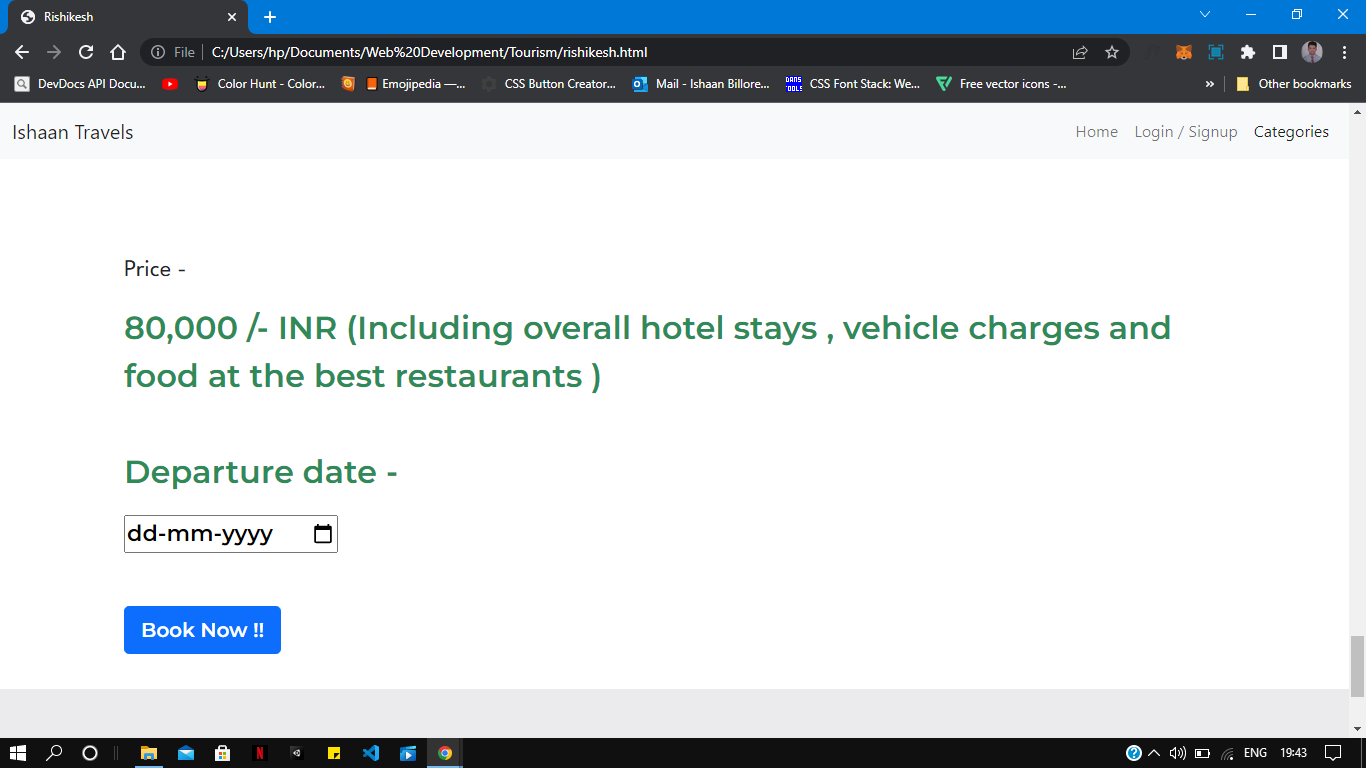 Rishikesh
File C:/Users/hp/Documents/Web%20Development/Tourism/rishikesh.html
DevDocs API Docu... Color Hunt - Color... Emojipedia —... CSS Button Creator... Mail - Ishaan Billore... DANS TOOLS CSS Font Stack: We... Free vector icons -... » Other bookmarks
Ishaan Travels Home Login / Signup Categories
Price -
80,000 /- INR (Including overall hotel stays , vehicle charges and
food at the best restaurants )
Departure date -
dd-mm-yyyy
Book Now !!
ENG 19:43